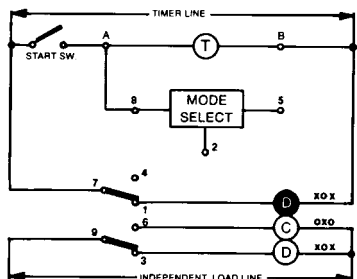 TIMER LINE
A
B
T
START SW.
8
MODE
SELECT
5
2
4
7
1
D
XOX
6
C
OXO
9
3
D
XOX
INDEPENDENT LOAD LINE